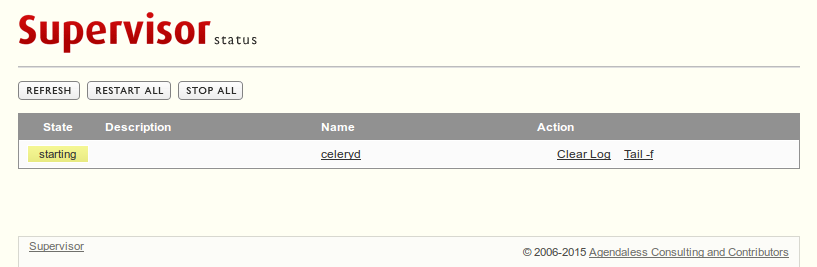 Supervisor status
REFRESH RESTART ALL STOP ALL
State Description Name Action
starting celeryd Clear Log Tail -f
Supervisor
© 2006-2015 Agendaless Consulting and Contributors